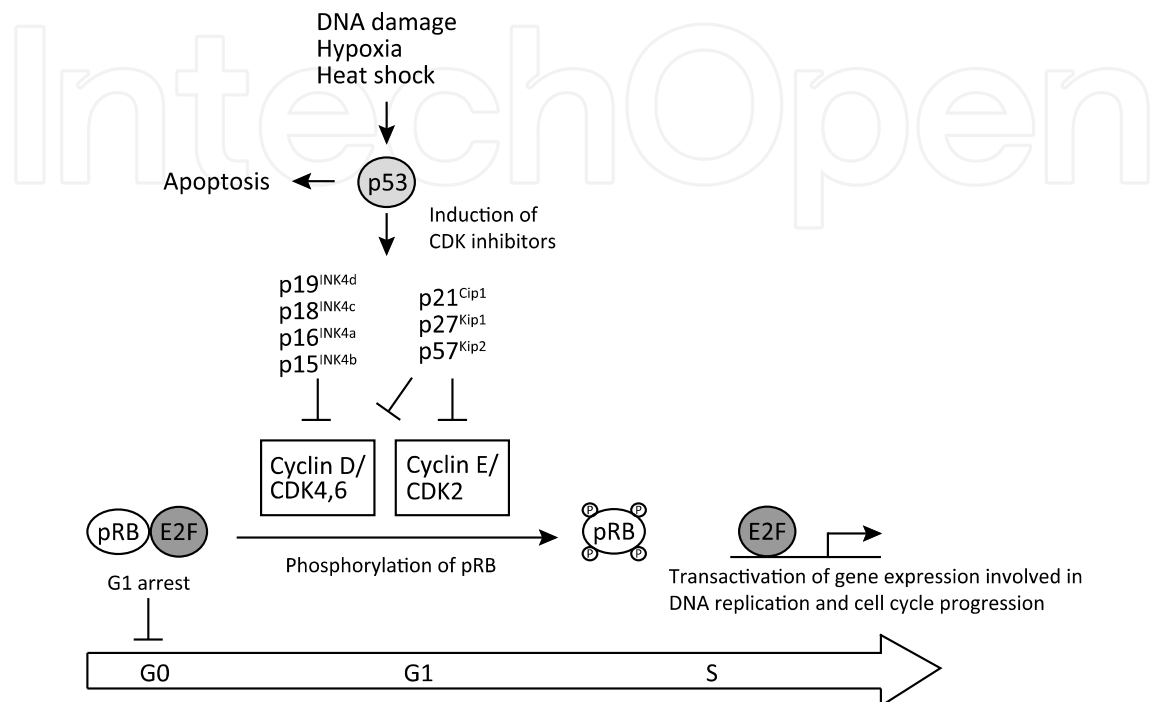 IntechOpen
DNA damage
Hypoxia
Heat shock
Apoptosis
p53
Induction of
CDK inhibitors
p19INK4d
p18INK4c
p16INK4a
p15INK4b
p21Cip1
p27Kip1
p57Kip2
Cyclin D/
CDK4,6
Cyclin E/
CDK2
pRB
E2F
G1 arrest
Phosphorylation of pRB
P
P
pRB
P
P
E2F
Transactivation of gene expression involved in
DNA replication and cell cycle progression
G0
G1
S